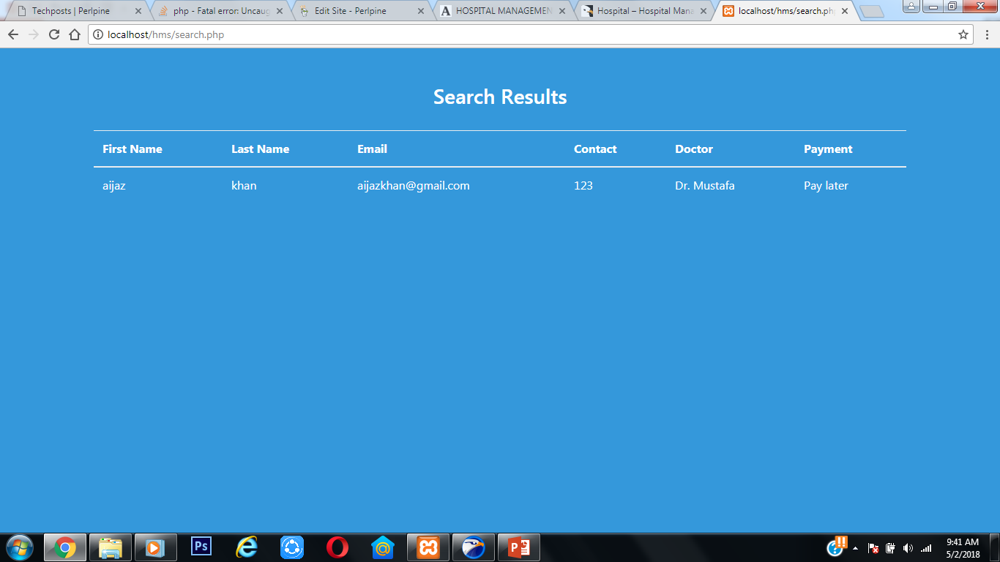 Techposts | Perlpine php - Fatal error: Uncaug Edit Site - Perlpine HOSPITAL MANAGEMEN Hospital – Hospital Mana localhost/hms/search.ph
localhost/hms/search.php
Search Results
First Name Last Name Email Contact Doctor Payment
aijaz khan aijazkhan@gmail.com 123 Dr. Mustafa Pay later
Ps
9:41 AM
5/2/2018